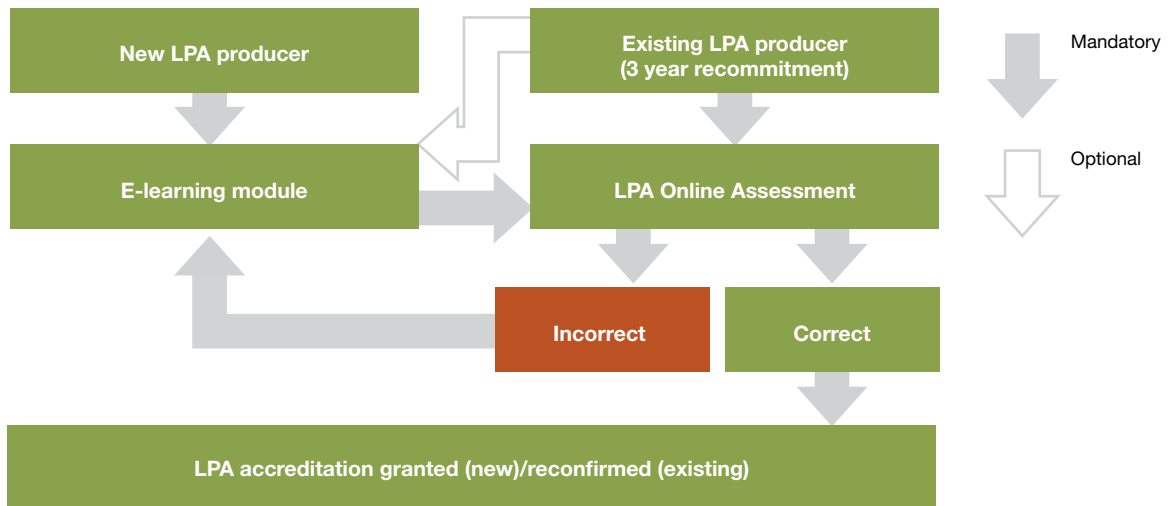 New LPA producer
Existing LPA producer
(3 year recommitment)
Mandatory
E-learning module
LPA Online Assessment
Optional
Incorrect
Correct
LPA accreditation granted (new)/reconfirmed (existing)